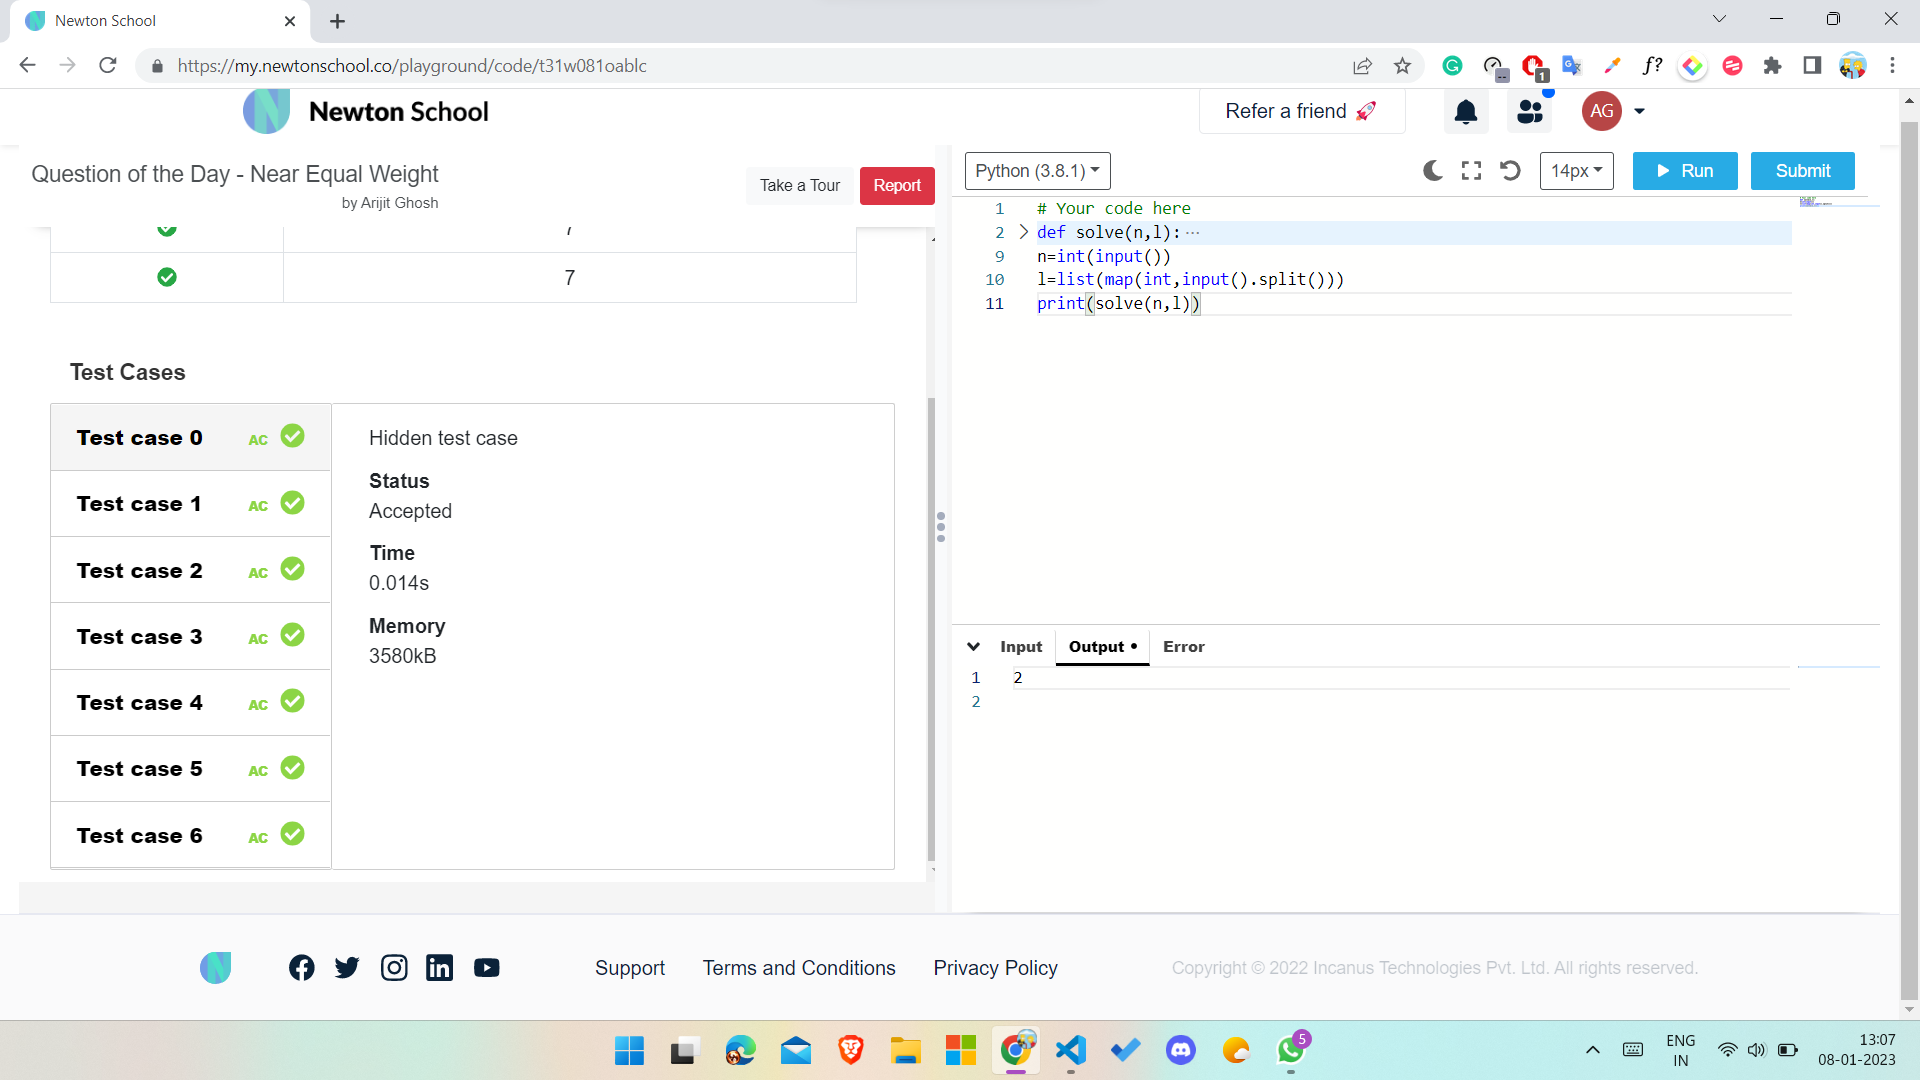 Newton School
https://my.newtonschool.co/playground/code/t31w081oablc
1
f?
Newton School
Refer a friend 🚀
AG
Question of the Day - Near Equal Weight
by Arijit Ghosh
Take a Tour
Report
7
Test Cases
Test case 0 AC
Test case 1 AC
Test case 2 AC
Test case 3 AC
Test case 4 AC
Test case 5 AC
Test case 6 AC
Hidden test case
Status
Accepted
Time
0.014s
Memory
3580kB
Python (3.8.1)
14px
Run
Submit
1 # Your code here
2 def solve(n,l):···
9 n=int(input())
10 l=list(map(int,input().split()))
11 print(solve(n,l))
Input
Output •
Error
1 2
2
Support
Terms and Conditions
Privacy Policy
Copyright © 2022 Incanus Technologies Pvt. Ltd. All rights reserved.
5
ENG
IN
13:07
08-01-2023